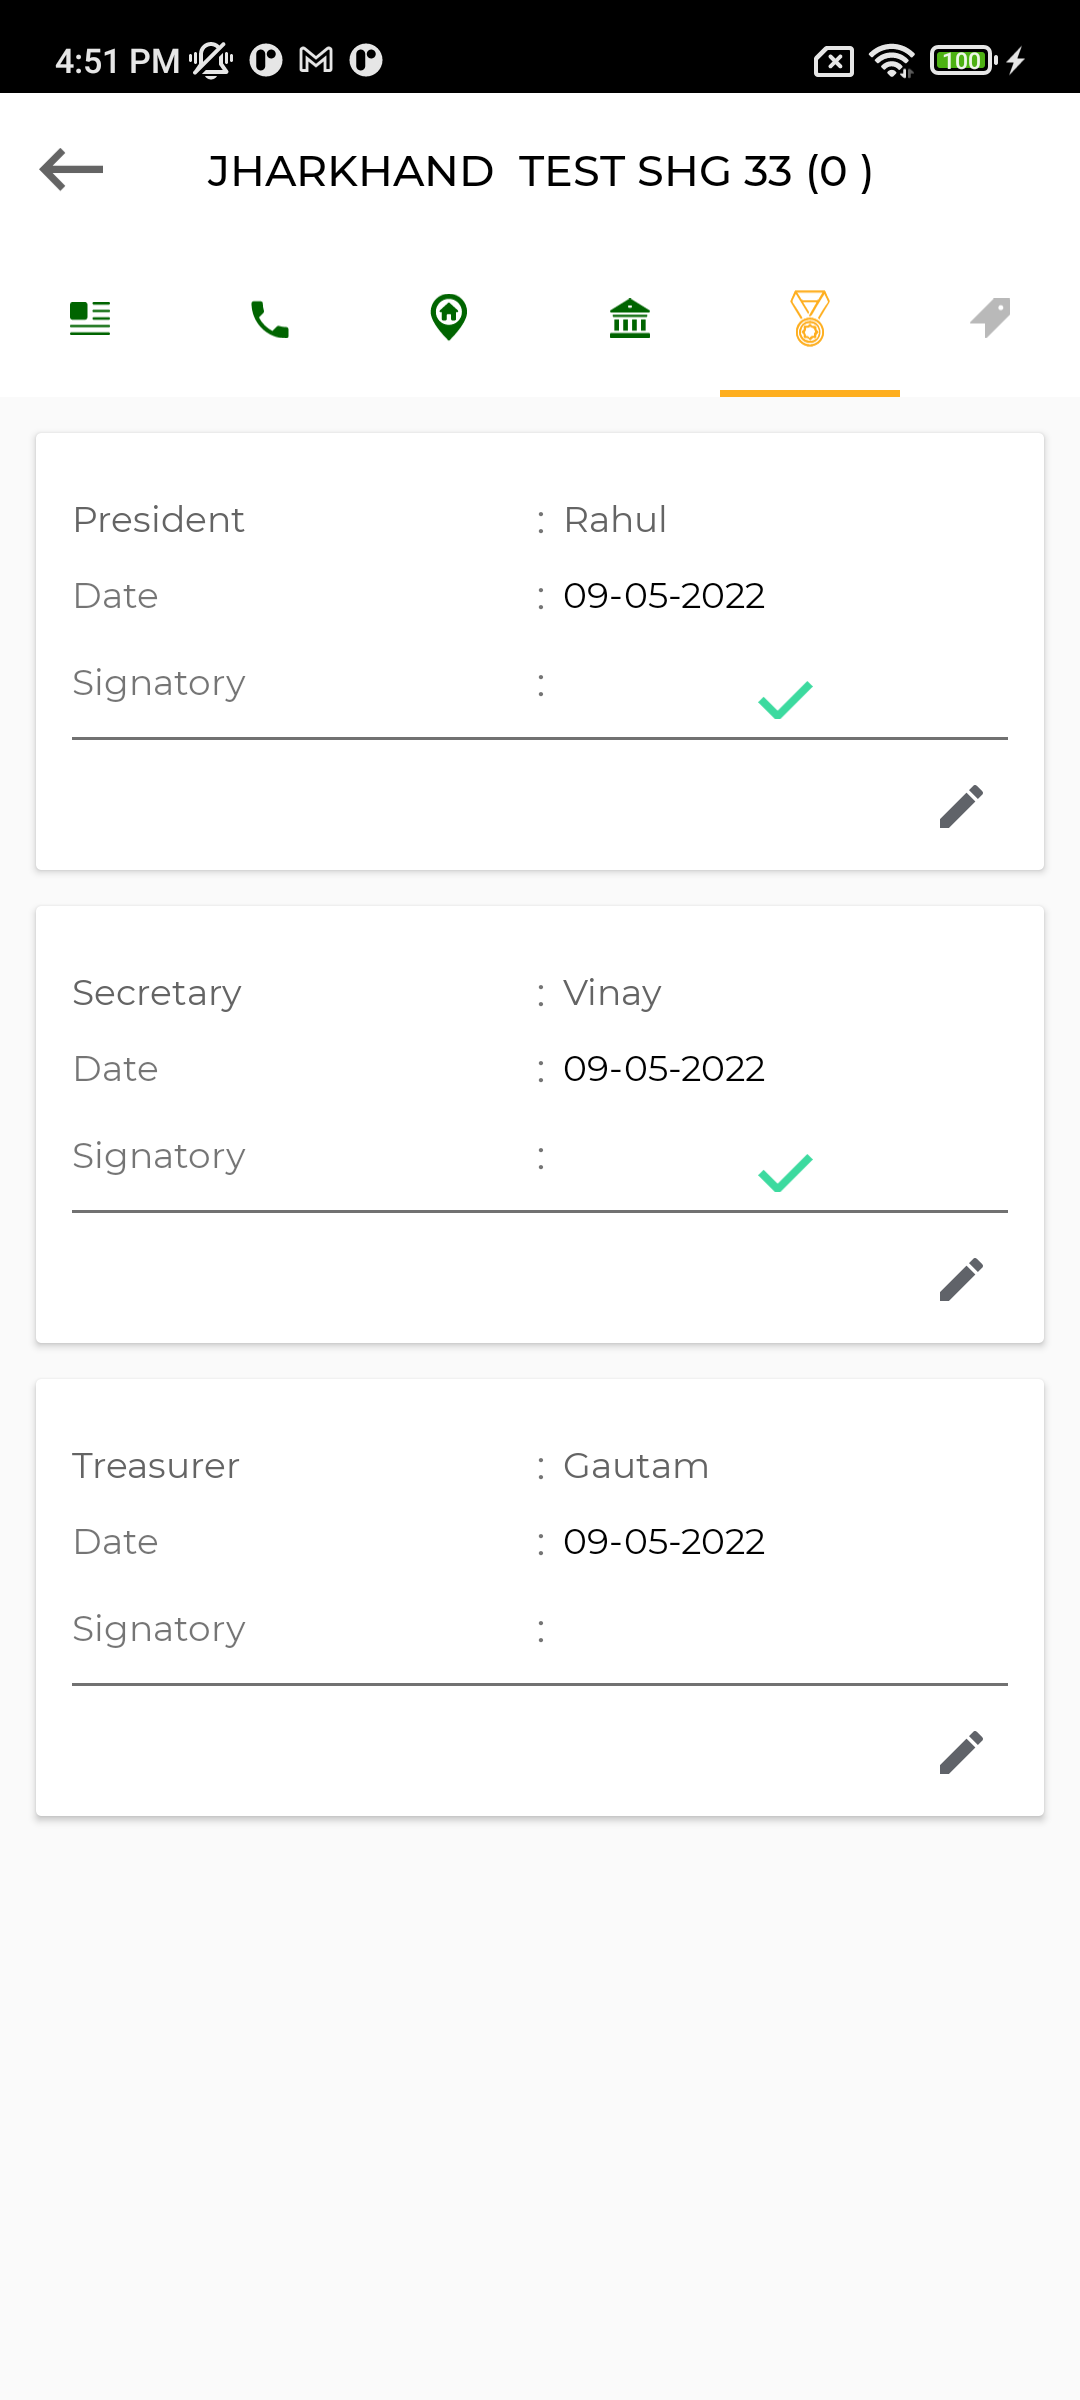 4:51 PM
100
JHARKHAND  TEST SHG 33 (0 )
President : Rahul
Date : 09-05-2022
Signatory :
Secretary : Vinay
Date : 09-05-2022
Signatory :
Treasurer : Gautam
Date : 09-05-2022
Signatory :